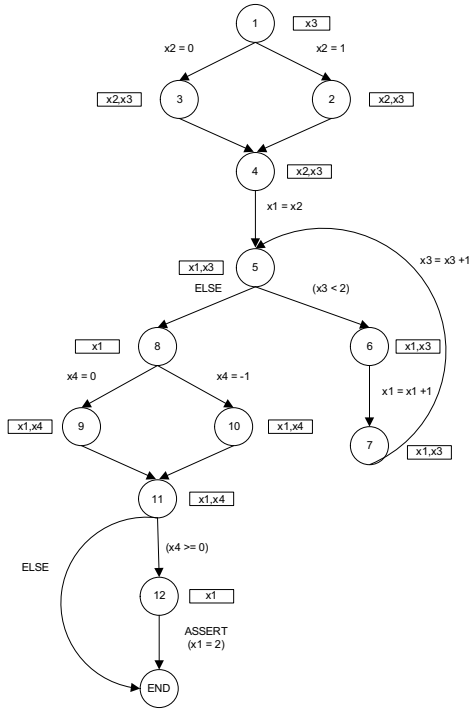 1
x3
x2 = 0
x2 = 1
x2,x3
3
2
x2,x3
4
x2,x3
x1 = x2
x3 = x3 +1
x1,x3
5
ELSE
(x3 < 2)
x1
8
6
x1,x3
x4 = 0
x4 = -1
x1 = x1 +1
x1,x4
9
10
x1,x4
7
x1,x3
11
x1,x4
(x4 >= 0)
ELSE
12
x1
ASSERT
(x1 = 2)
END